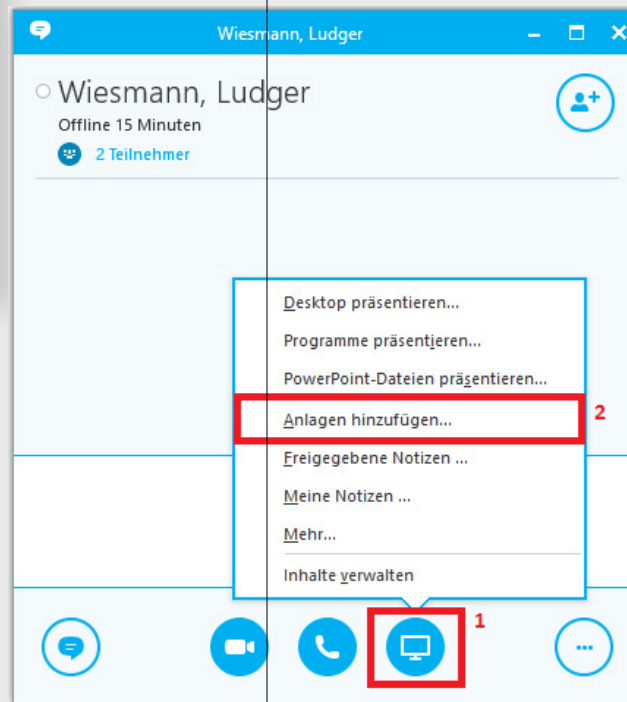 Wiesmann, Ludger
Wiesmann, Ludger
Offline 15 Minuten
2 Teilnehmer
Desktop präsentieren...
Programme präsentieren...
PowerPoint-Dateien präsentieren...
Anlagen hinzufügen...
2
Freigegebene Notizen ...
Meine Notizen ...
Mehr...
Inhalte verwalten
1